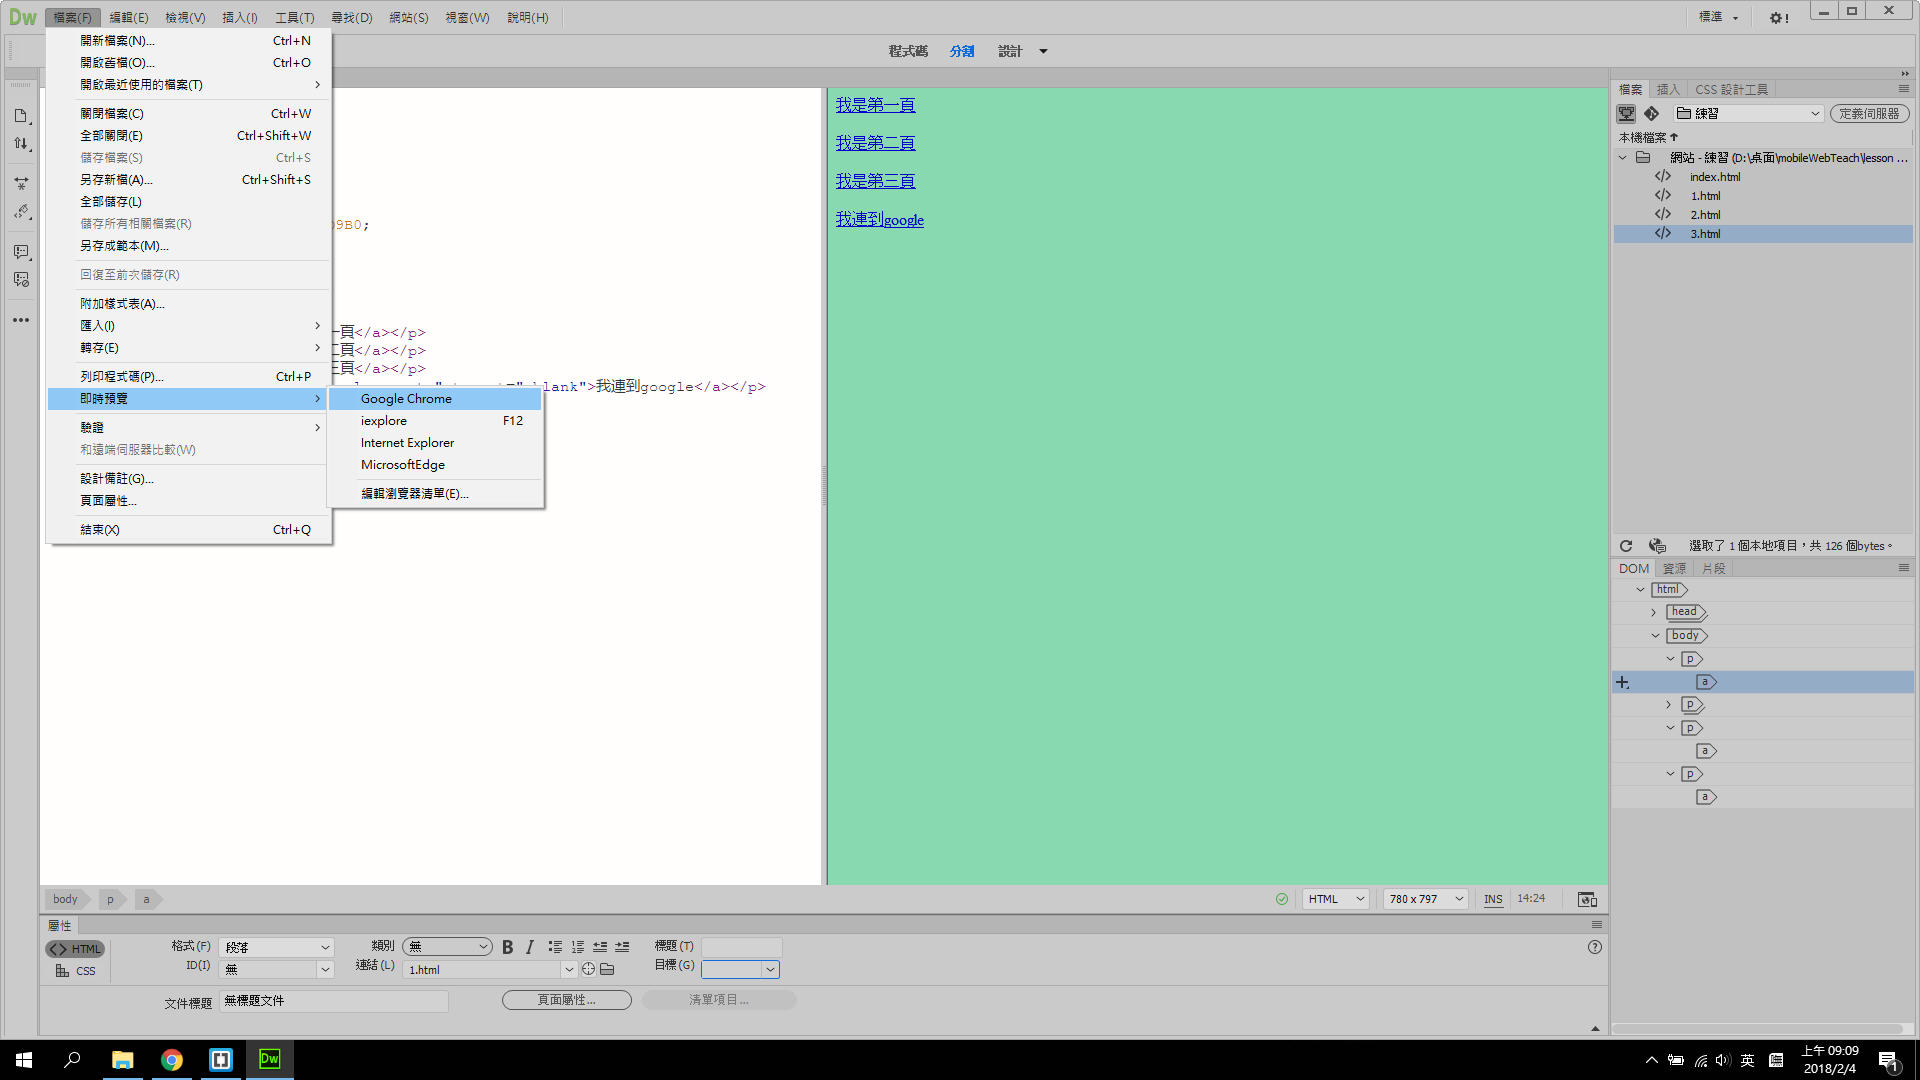 Dw 檔案(F) 編輯(E) 檢視(V) 插入(I) 工具(T) 尋找(D) 網站(S) 視窗(W) 說明(H) 標準
程式碼 分割 設計
開新檔案(N)... Ctrl+N
開啟舊檔(O)... Ctrl+O
開啟最近使用的檔案(T)
關閉檔案(C) Ctrl+W
全部關閉(E) Ctrl+Shift+W
儲存檔案(S) Ctrl+S
另存新檔(A)... Ctrl+Shift+S
全部儲存(L)
儲存所有相關檔案(R)
另存成範本(M)...
回復至前次儲存(R)
附加樣式表(A)...
匯入(I)
轉存(E)
列印程式碼(P)... Ctrl+P
即時預覽
驗證
和遠端伺服器比較(W)
設計備註(G)...
頁面屬性...
結束(X) Ctrl+Q
Google Chrome
iexplore F12
Internet Explorer
MicrosoftEdge
編輯瀏覽器清單(E)...
9B0;
一頁</a></p>
二頁</a></p>
三頁</a></p>
blank">我連到google</a></p>
我是第一頁
我是第二頁
我是第三頁
我連到google
檔案 插入 CSS 設計工具
練習 定義伺服器
本機檔案
網站 - 練習 (D:\桌面\mobileWebTeach\lesson ...
index.html
1.html
2.html
3.html
選取了 1 個本地項目，共 126 個bytes。
DOM 資源 片段
html
head
body
p
a
p
p
a
p
a
body p a HTML 780 x 797 INS 14:24
屬性
HTML 格式(F) 段落 類別 無 B I 標題(T)
CSS ID(I) 無 連結(L) 1.html 目標(G)
文件標題 無標題文件 頁面屬性... 清單項目...
Dw 英 上午 09:09
2018/2/4 1